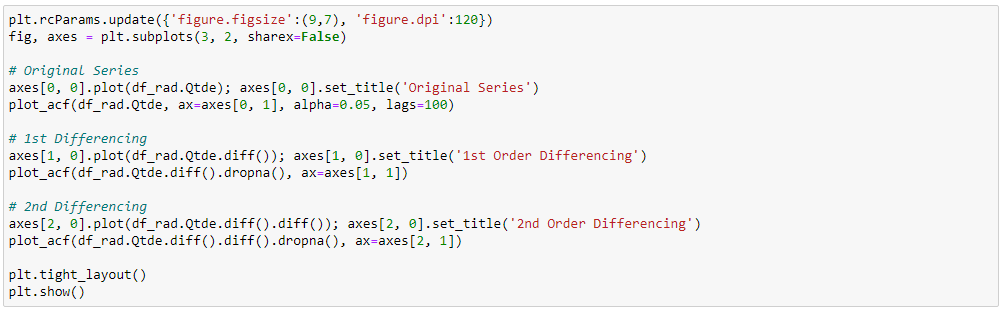 plt.rcParams.update({'figure.figsize':(9,7), 'figure.dpi':120})
fig, axes = plt.subplots(3, 2, sharex=False)

# Original Series
axes[0, 0].plot(df_rad.Qtde); axes[0, 0].set_title('Original Series')
plot_acf(df_rad.Qtde, ax=axes[0, 1], alpha=0.05, lags=100)

# 1st Differencing
axes[1, 0].plot(df_rad.Qtde.diff()); axes[1, 0].set_title('1st Order Differencing')
plot_acf(df_rad.Qtde.diff().dropna(), ax=axes[1, 1])

# 2nd Differencing
axes[2, 0].plot(df_rad.Qtde.diff().diff()); axes[2, 0].set_title('2nd Order Differencing')
plot_acf(df_rad.Qtde.diff().diff().dropna(), ax=axes[2, 1])

plt.tight_layout()
plt.show()